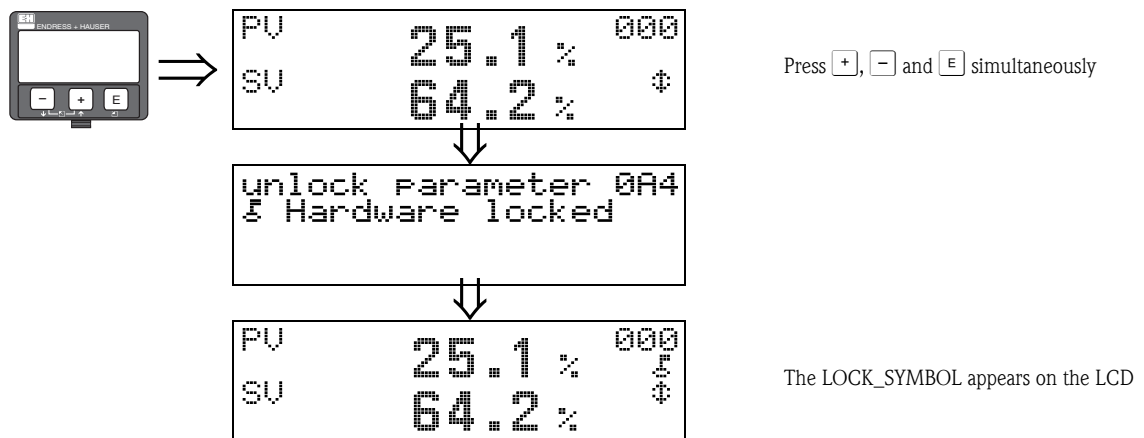 E+H
ENDRESS + HAUSER
- + E
PV 25.1 % 000
SV 64.2 %
Press +, - and E simultaneously
unlock parameter 0A4
Hardware locked
PV 25.1 % 000
SV 64.2 %
The LOCK_SYMBOL appears on the LCD